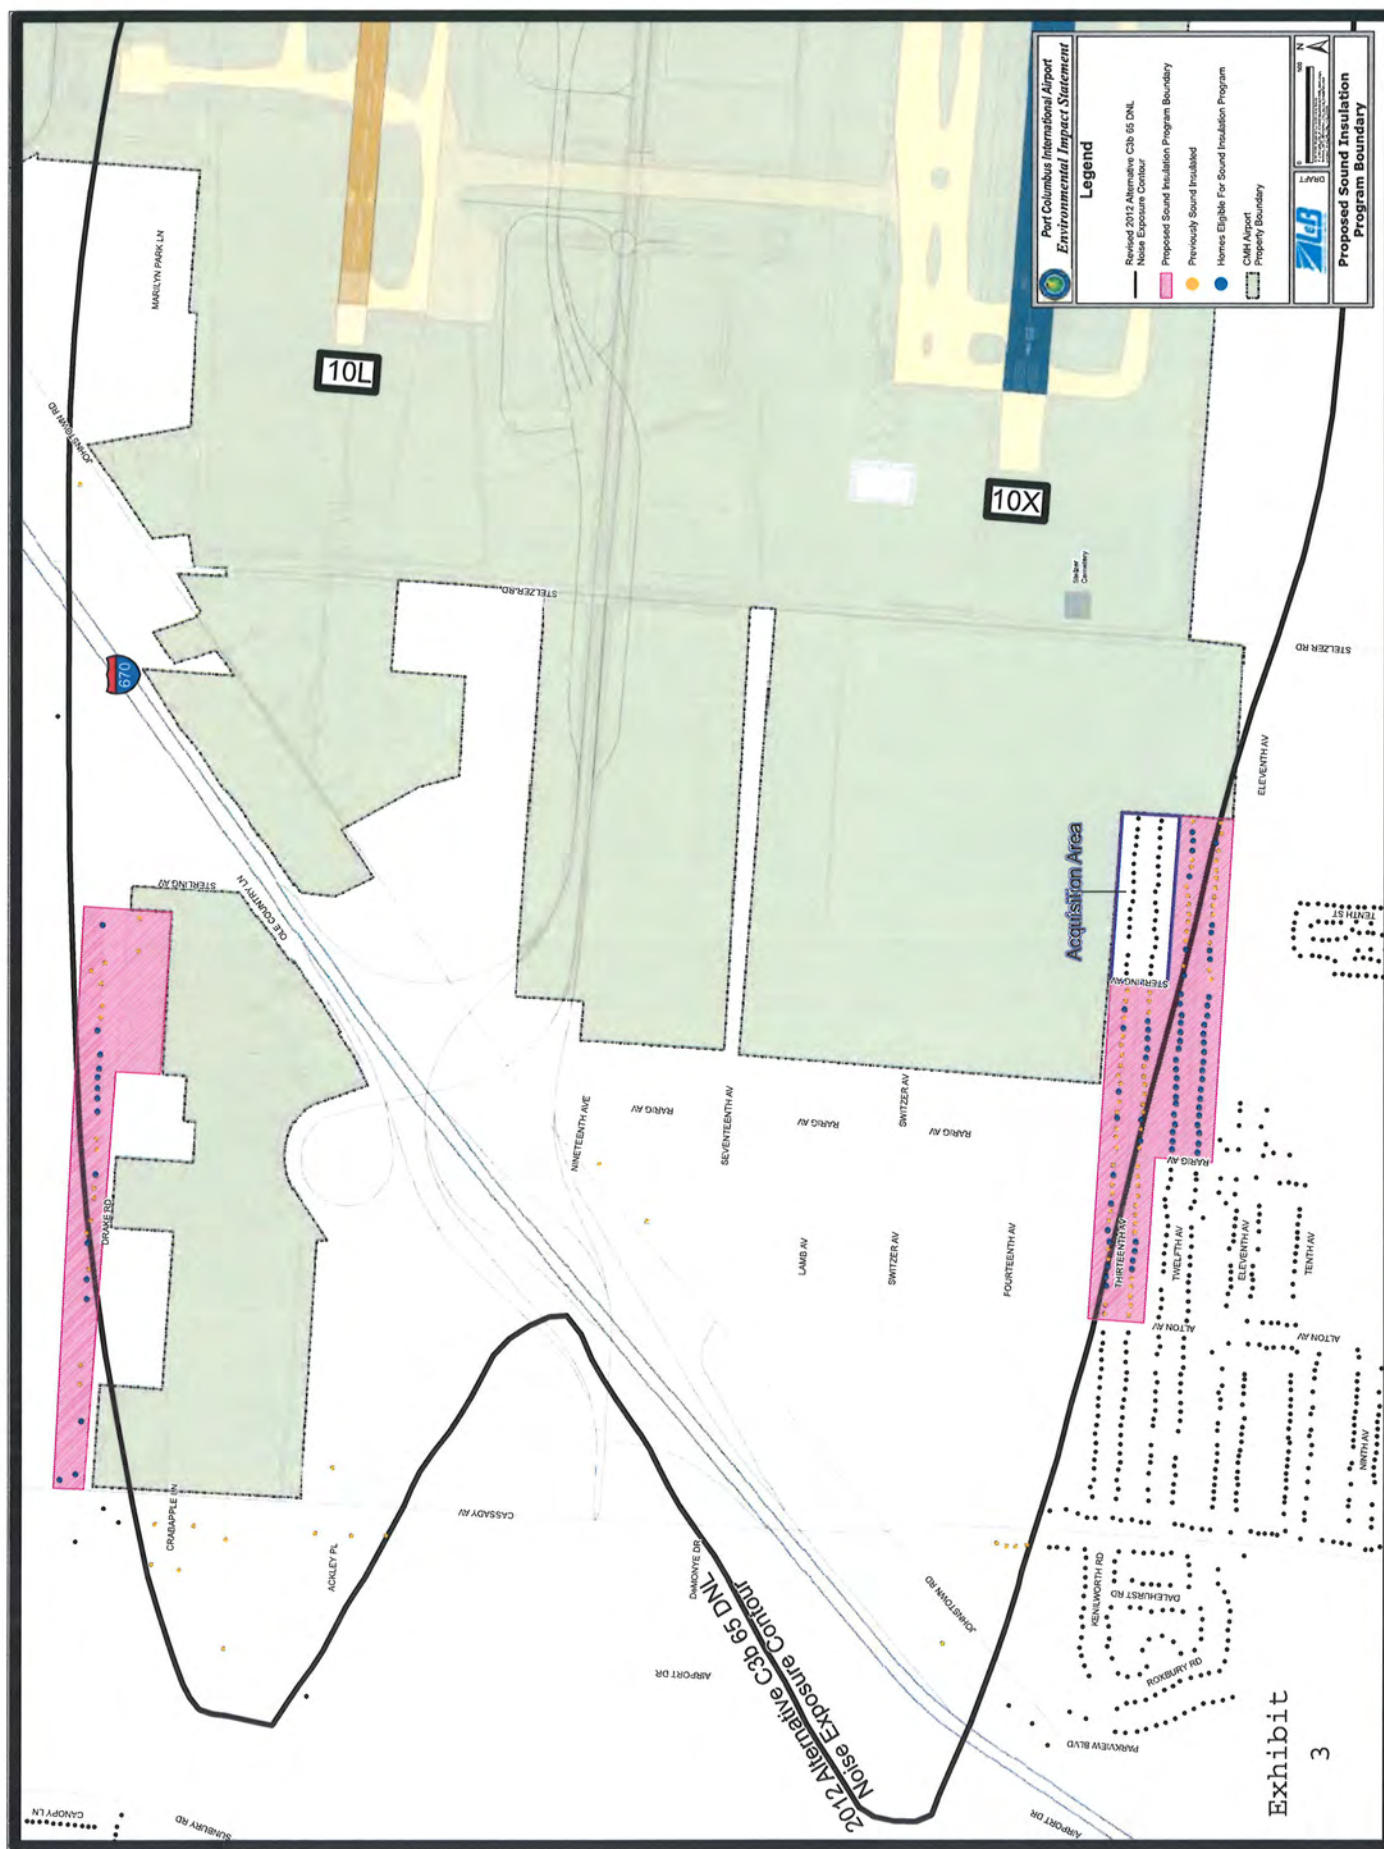 Port Columbus International Airport
Environmental Impact Statement
Legend
Revised 2012 Alternative C3b 65 DNL
Noise Exposure Contour
Proposed Sound Insulation Program Boundary
Previously Sound Insulated
Homes Eligible For Sound Insulation Program
CMH Airport
Property Boundary
DRAFT
0
N
Proposed Sound Insulation
Program Boundary
MARILYN PARK LN
JOHNSTOWN RD
10L
10X
670
STELZER RD
Stelzer
Cemetery
STELZER RD
ELEVENTH AV
STERLING AV
OLE COUNTRY LN
Acquisition Area
STERLING AV
TENTH ST
DRAKE RD
NINETEENTH AVE
RARIG AV
SEVENTEENTH AV
RARIG AV
SWITZER AV
RARIG AV
RARIG AV
LAMB AV
SWITZER AV
FOURTEENTH AV
THIRTEENTH AV
TWELFTH AV
ELEVENTH AV
TENTH AV
ALTON AV
ALTON AV
NINTH AV
CRABAPPLE LN
ACKLEY PL
CASSADY AV
DeMONYE DR
AIRPORT DR
2012 Alternative C3b 65 DNL
Noise Exposure Contour
JOHNSTOWN RD
KENILWORTH RD
DALEHURST RD
ROXBURY RD
PARKVIEW BLVD
AIRPORT DR
CANOPY LN
SUNBURY RD
Exhibit
3